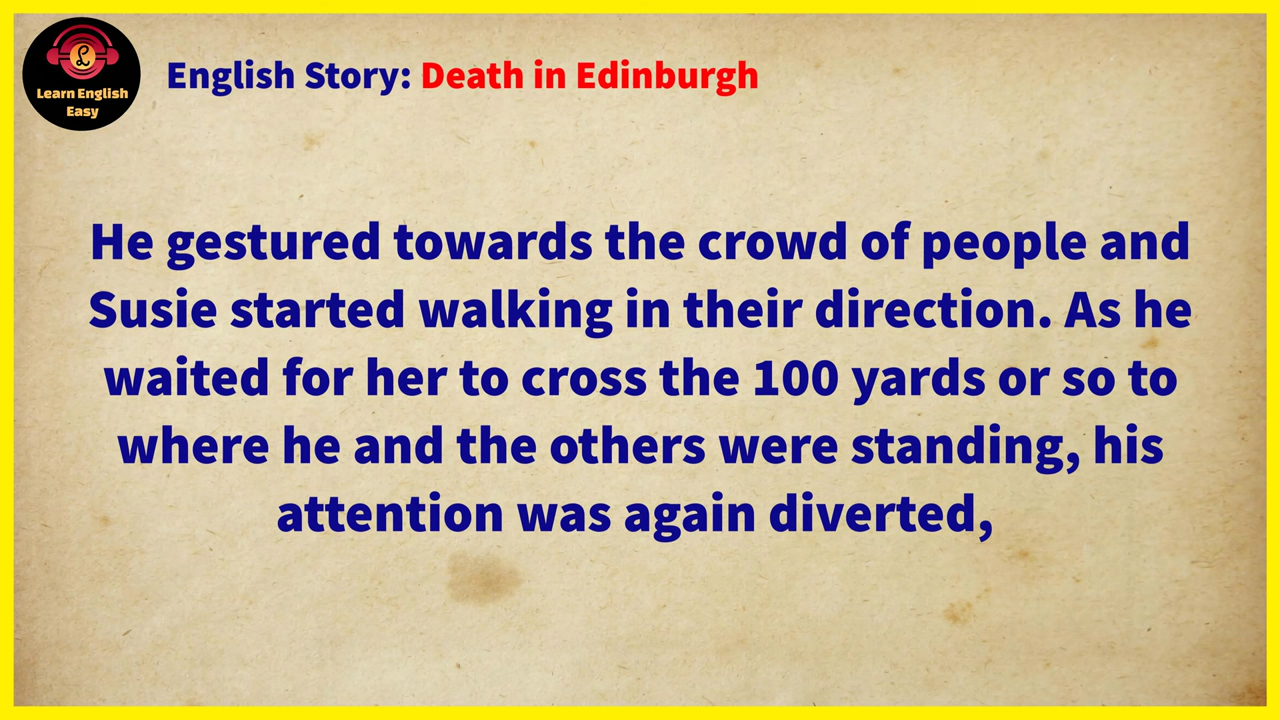 Learn English
Easy
English Story: Death in Edinburgh
He gestured towards the crowd of people and
Susie started walking in their direction. As he
waited for her to cross the 100 yards or so to
where he and the others were standing, his
attention was again diverted,